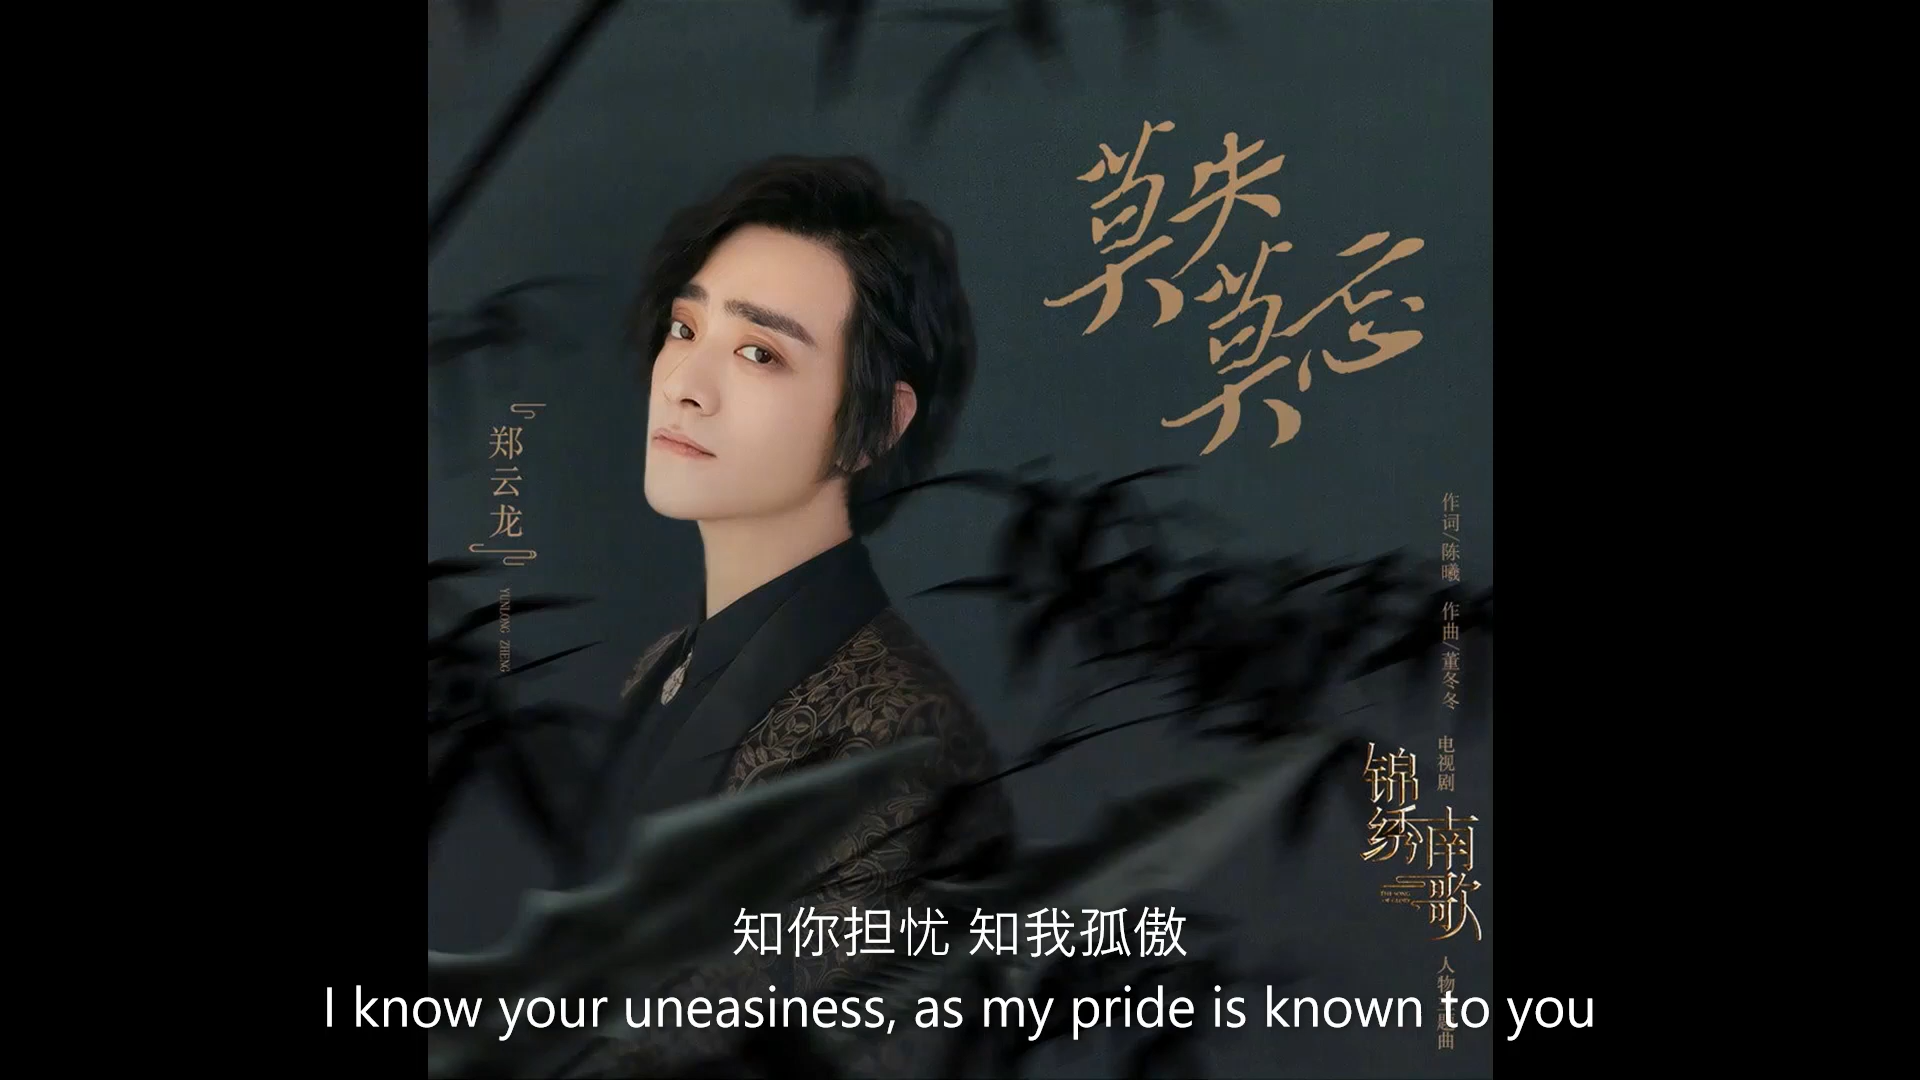 莫失
莫忘
郑云龙
YUNLONG ZHENG
作词/陈曦 作曲/董冬冬
电视剧
锦绣南歌
THE SONG
OF GLORY
人物主题曲
知你担忧 知我孤傲
I know your uneasiness, as my pride is known to you